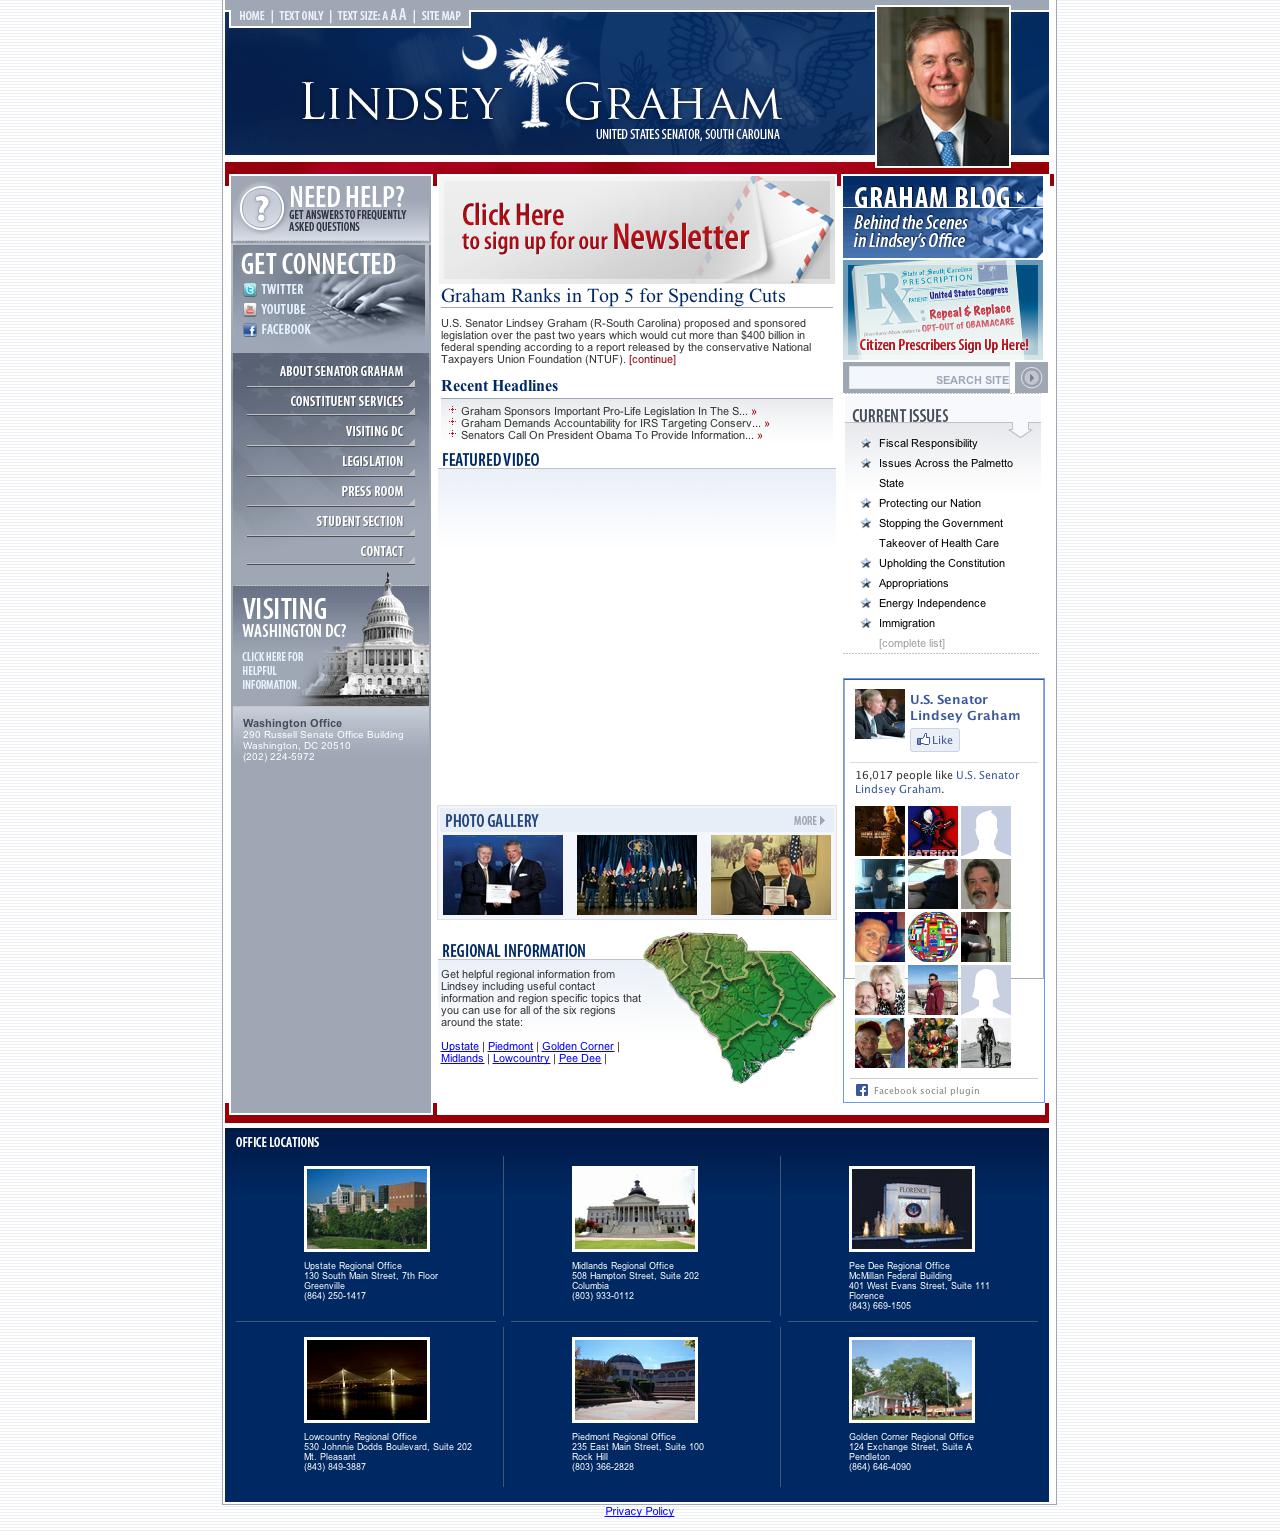 HOME | TEXT ONLY | TEXT SIZE: A A A | SITE MAP
LINDSEY GRAHAM
UNITED STATES SENATOR, SOUTH CAROLINA
NEED HELP?
GET ANSWERS TO FREQUENTLY
ASKED QUESTIONS
GET CONNECTED
TWITTER
YOUTUBE
FACEBOOK
ABOUT SENATOR GRAHAM
CONSTITUENT SERVICES
VISITING DC
LEGISLATION
PRESS ROOM
STUDENT SECTION
CONTACT
VISITING
WASHINGTON DC?
CLICK HERE FOR
HELPFUL
INFORMATION.
Washington Office
290 Russell Senate Office Building
Washington, DC 20510
(202) 224-5972
Click Here
to sign up for our Newsletter
Graham Ranks in Top 5 for Spending Cuts
U.S. Senator Lindsey Graham (R-South Carolina) proposed and sponsored
legislation over the past two years which would cut more than $400 billion in
federal spending according to a report released by the conservative National
Taxpayers Union Foundation (NTUF). [continue]
Recent Headlines
Graham Sponsors Important Pro-Life Legislation In The S... »
Graham Demands Accountability for IRS Targeting Conserv... »
Senators Call On President Obama To Provide Information... »
FEATURED VIDEO
PHOTO GALLERY
MORE
REGIONAL INFORMATION
Get helpful regional information from
Lindsey including useful contact
information and region specific topics that
you can use for all of the six regions
around the state:
Upstate | Piedmont | Golden Corner |
Midlands | Lowcountry | Pee Dee |
GRAHAM BLOG
Behind the Scenes
in Lindsey's Office
State of South Carolina
PRESCRIPTION
Rx
PATIENT: United States Congress
Repeal & Replace
OPT-OUT of OBAMACARE
Citizen Prescribers Sign Up Here!
SEARCH SITE
CURRENT ISSUES
Fiscal Responsibility
Issues Across the Palmetto
State
Protecting our Nation
Stopping the Government
Takeover of Health Care
Upholding the Constitution
Appropriations
Energy Independence
Immigration
[complete list]
U.S. Senator
Lindsey Graham
Like
16,017 people like U.S. Senator
Lindsey Graham.
PATRIOT
Facebook social plugin
OFFICE LOCATIONS
Upstate Regional Office
130 South Main Street, 7th Floor
Greenville
(864) 250-1417
Midlands Regional Office
508 Hampton Street, Suite 202
Columbia
(803) 933-0112
FLORENCE
Pee Dee Regional Office
McMillan Federal Building
401 West Evans Street, Suite 111
Florence
(843) 669-1505
Lowcountry Regional Office
530 Johnnie Dodds Boulevard, Suite 202
Mt. Pleasant
(843) 849-3887
Piedmont Regional Office
235 East Main Street, Suite 100
Rock Hill
(803) 366-2828
Golden Corner Regional Office
124 Exchange Street, Suite A
Pendleton
(864) 646-4090
Privacy Policy